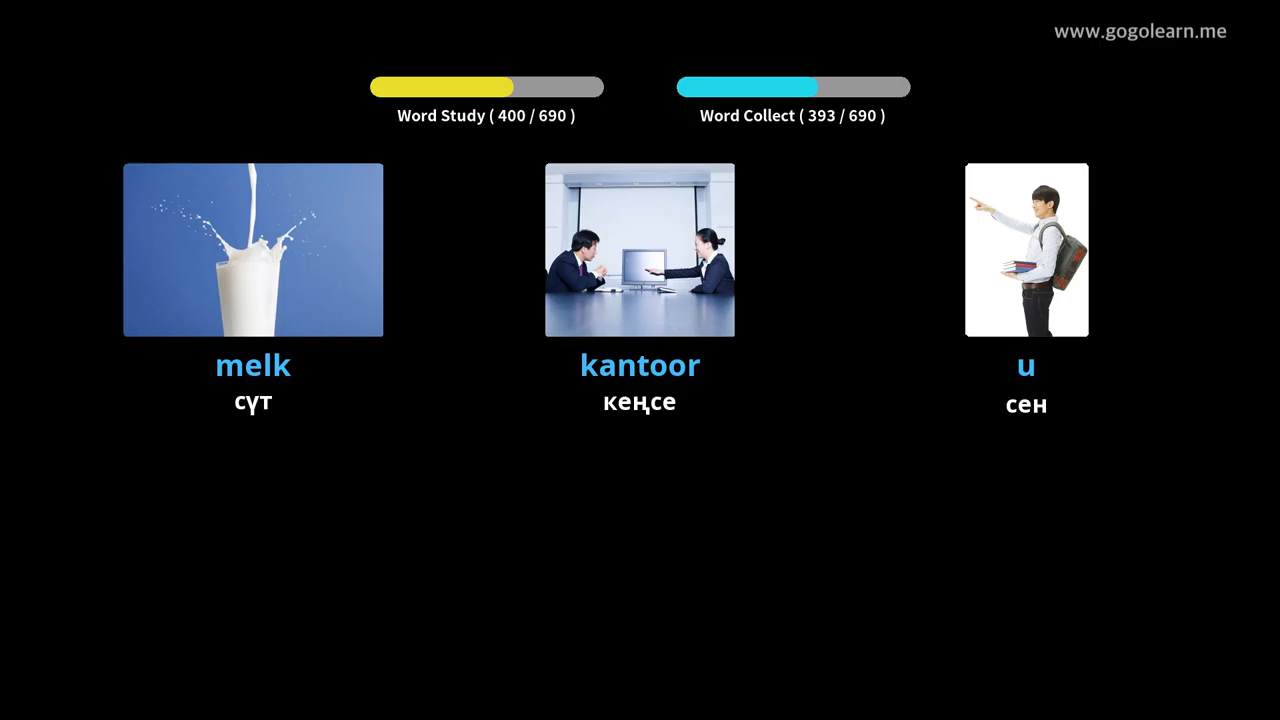 www.gogolearn.me
Word Study ( 400 / 690 )
Word Collect ( 393 / 690 )
melk
kantoor
u
сүт
кеңсе
сен